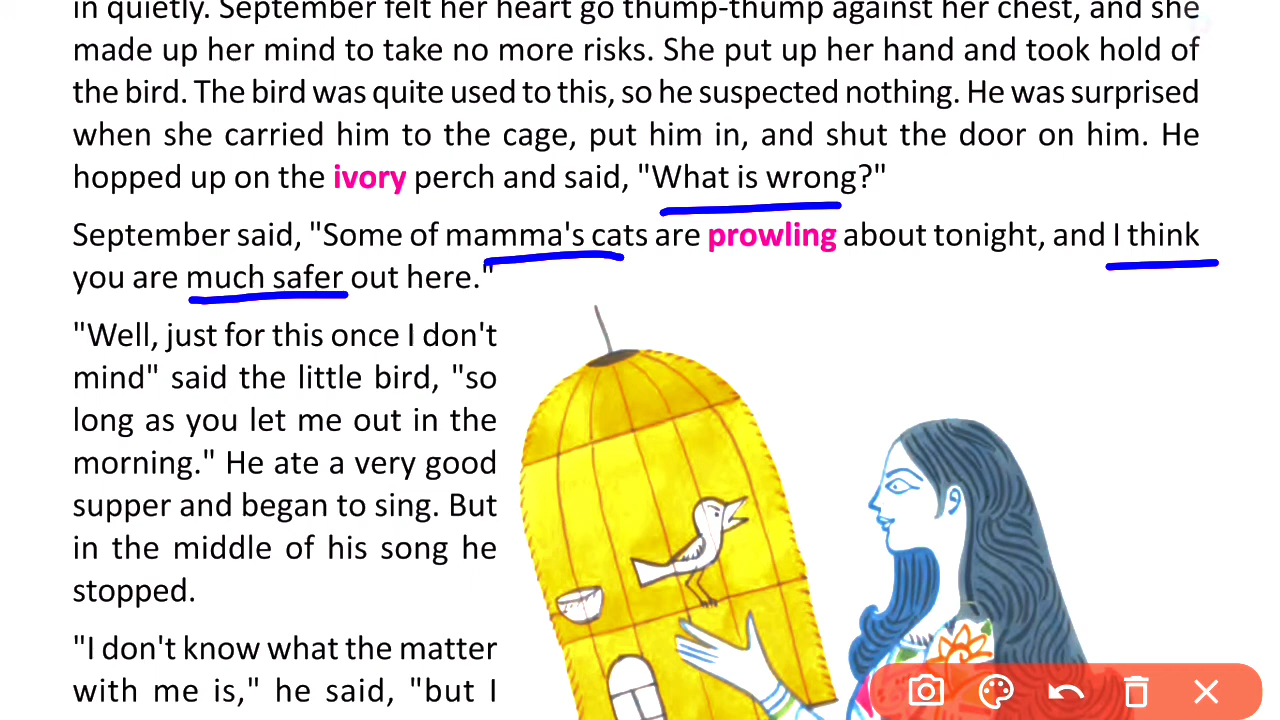 in quietly. September felt her heart go thump-thump against her chest, and she
made up her mind to take no more risks. She put up her hand and took hold of
the bird. The bird was quite used to this, so he suspected nothing. He was surprised
when she carried him to the cage, put him in, and shut the door on him. He
hopped up on the ivory perch and said, "What is wrong?"
September said, "Some of mamma's cats are prowling about tonight, and I think
you are much safer out here."
"Well, just for this once I don't
mind" said the little bird, "so
long as you let me out in the
morning." He ate a very good
supper and began to sing. But
in the middle of his song he
stopped.
"I don't know what the matter
with me is," he said, "but I